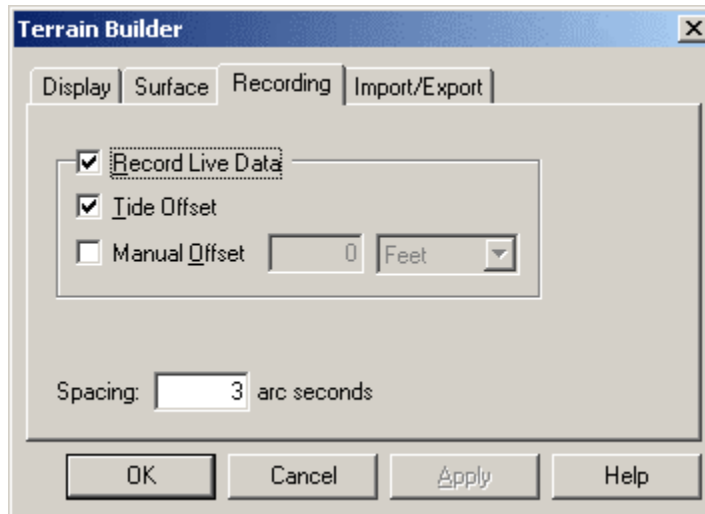 Terrain Builder
Display Surface Recording Import/Export
Record Live Data
Tide Offset
Manual Offset 0 Feet
Spacing: 3 arc seconds
OK Cancel Apply Help